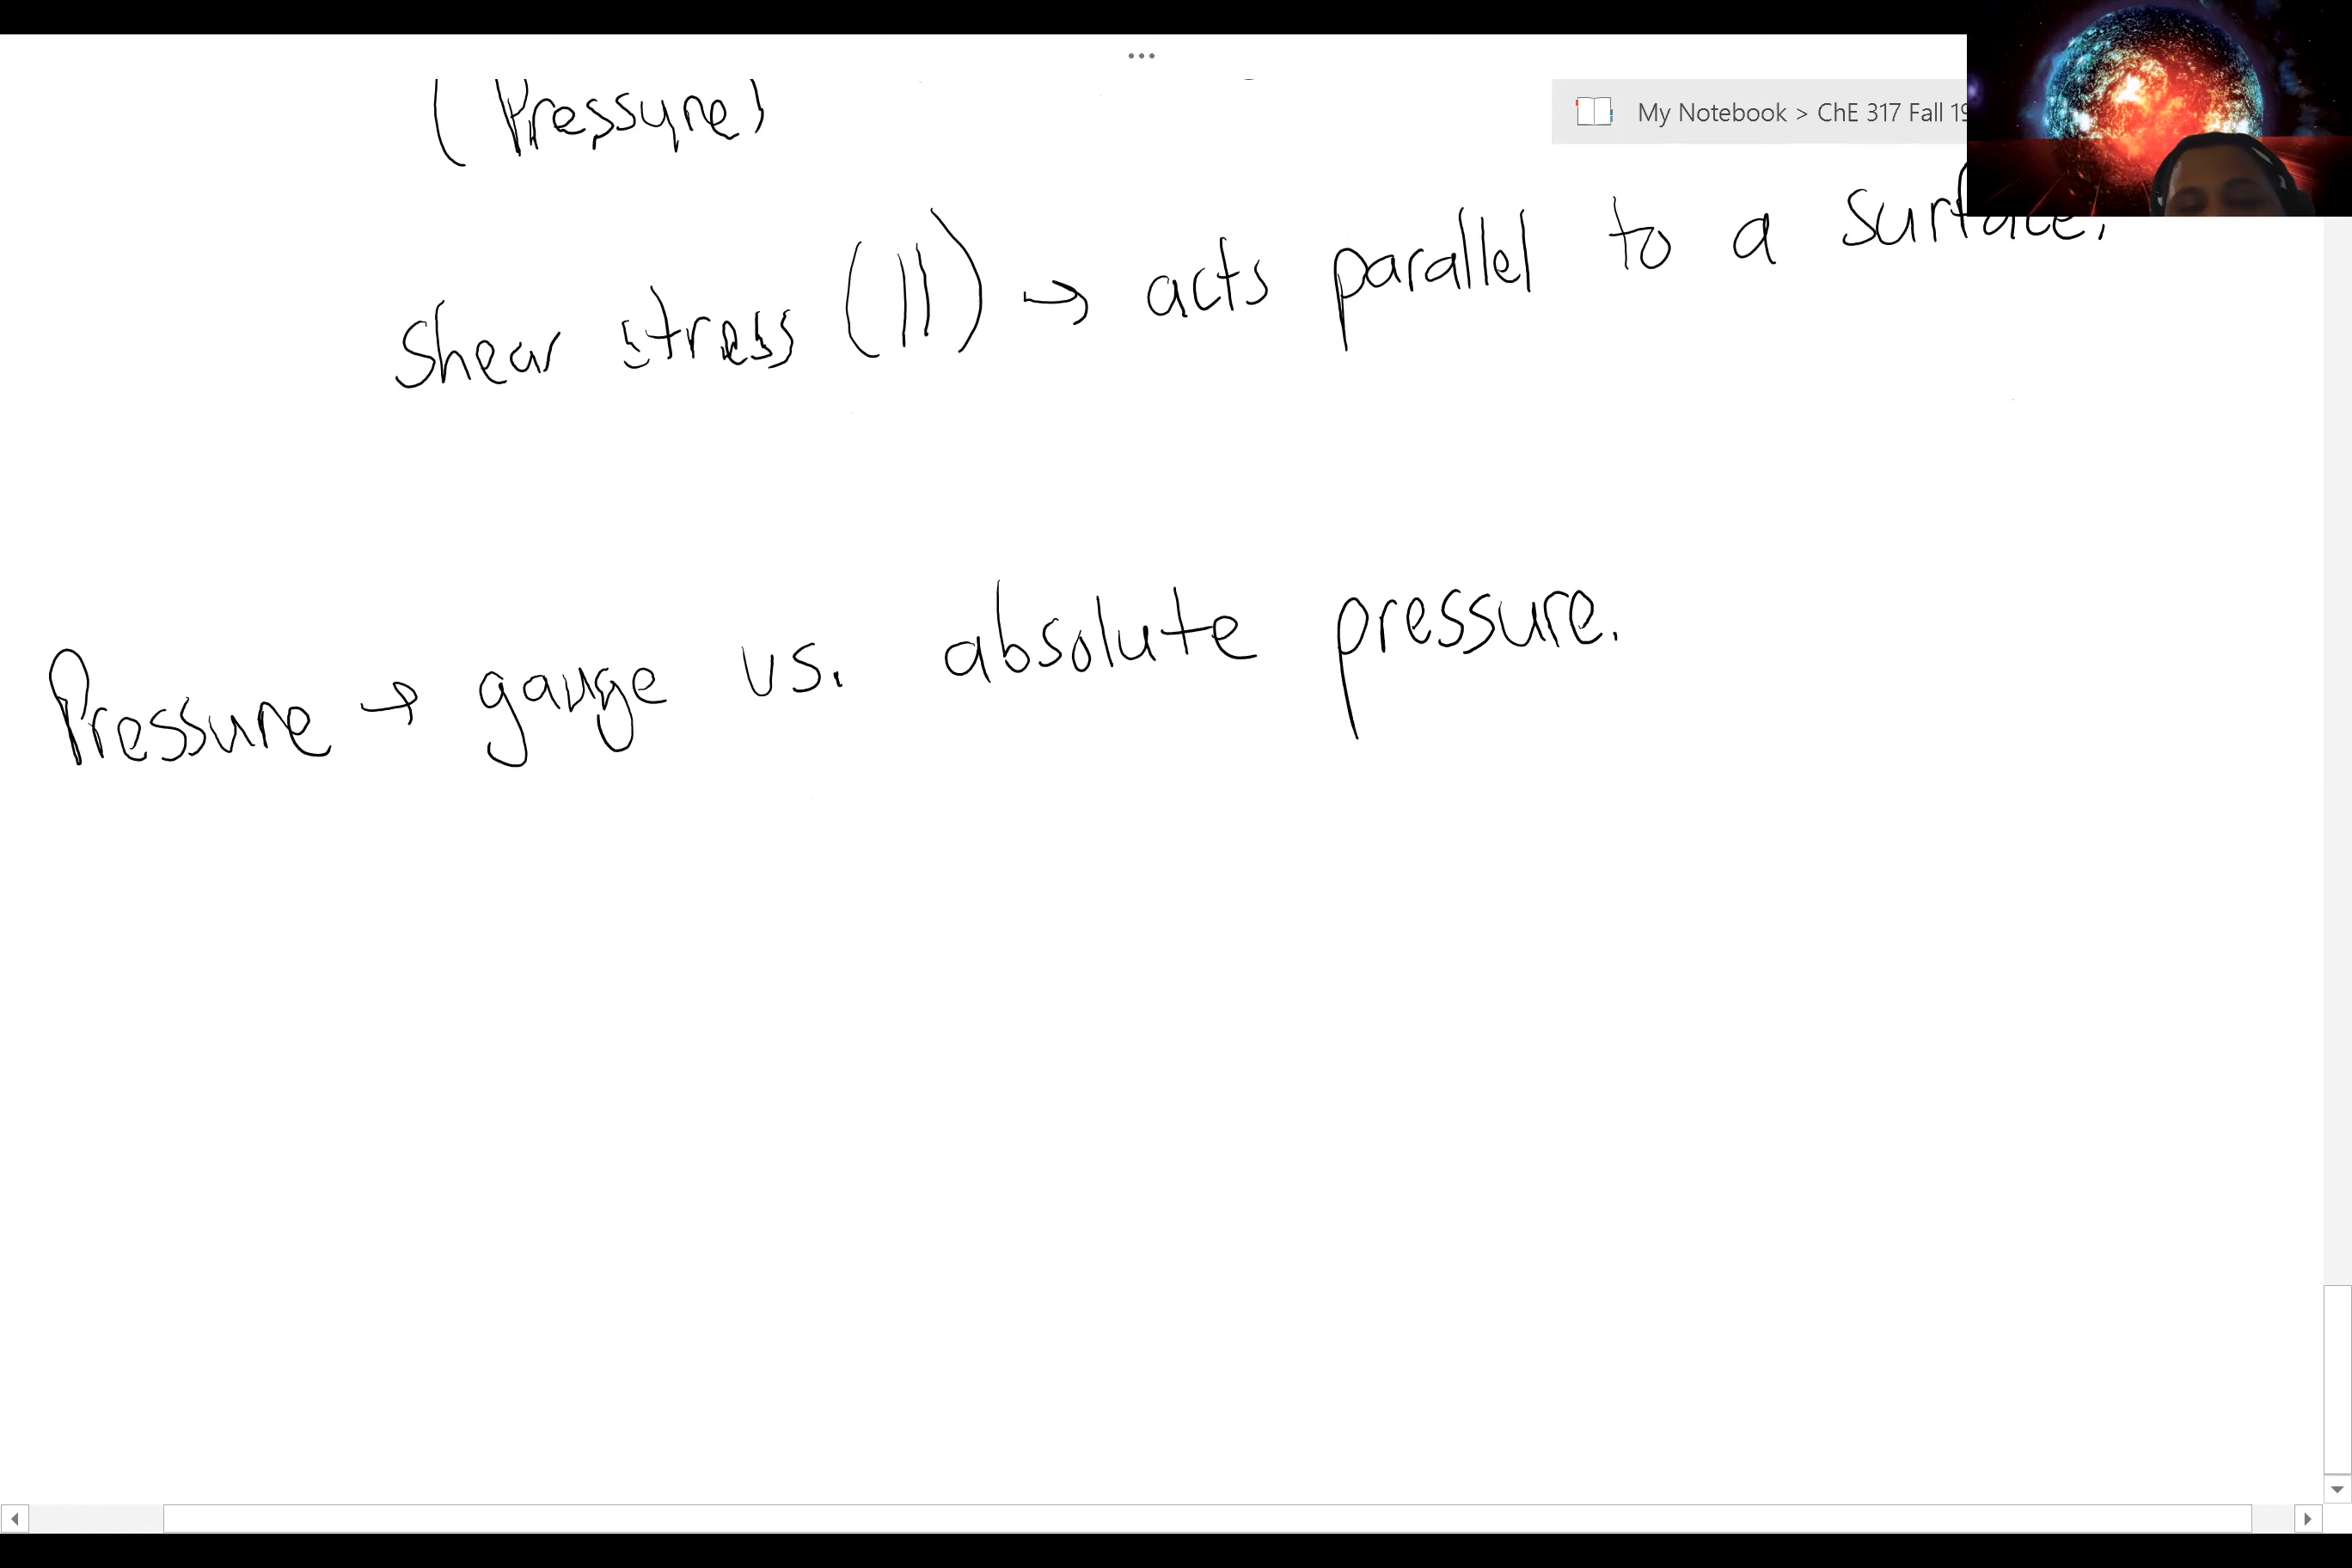 (Pressure)
My Notebook > ChE 317 Fall 19
Shear stress (||) → acts parallel to a surface.
Pressure → gauge vs. absolute pressure.